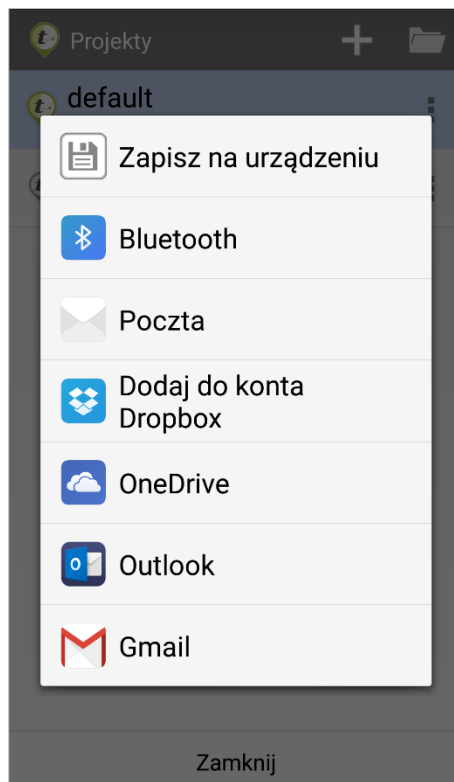 Projekty
default
Zapisz na urządzeniu
Bluetooth
Poczta
Dodaj do konta
Dropbox
OneDrive
Outlook
Gmail
Zamknij